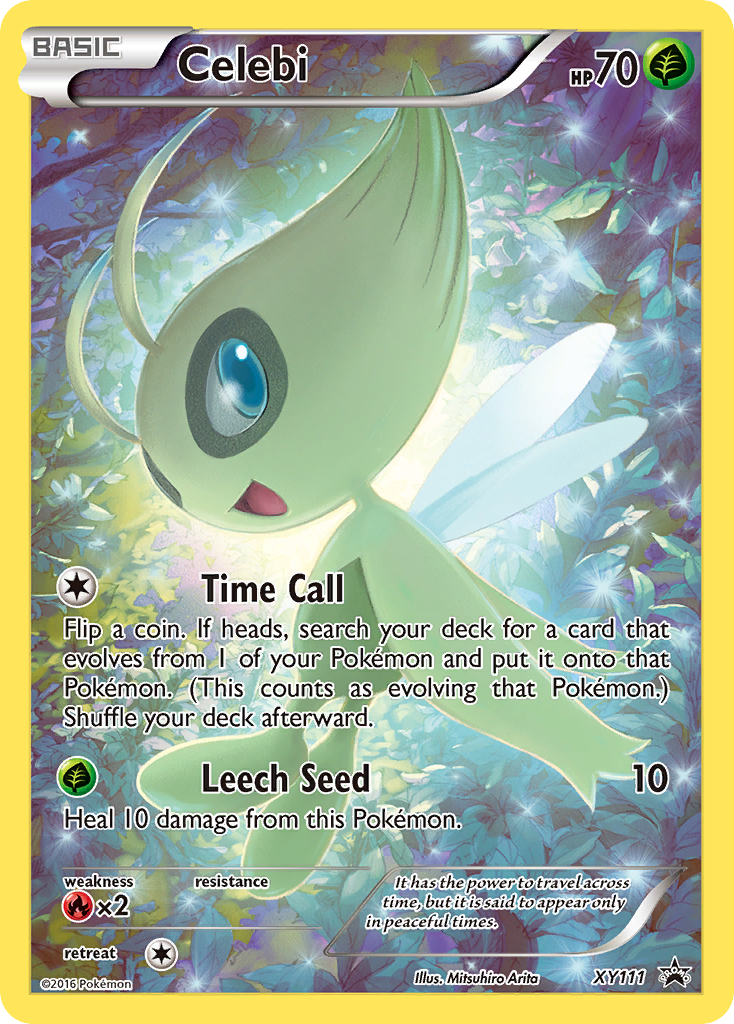 BASIC
Celebi
HP70
Time Call
Flip a coin. If heads, search your deck for a card that
evolves from 1 of your Pokémon and put it onto that
Pokémon. (This counts as evolving that Pokémon.)
Shuffle your deck afterward.
Leech Seed 10
Heal 10 damage from this Pokémon.
weakness resistance
×2
It has the power to travel across
time, but it is said to appear only
in peaceful times.
retreat
©2016 Pokémon Illus. Mitsuhiro Arita XY111 PROMO